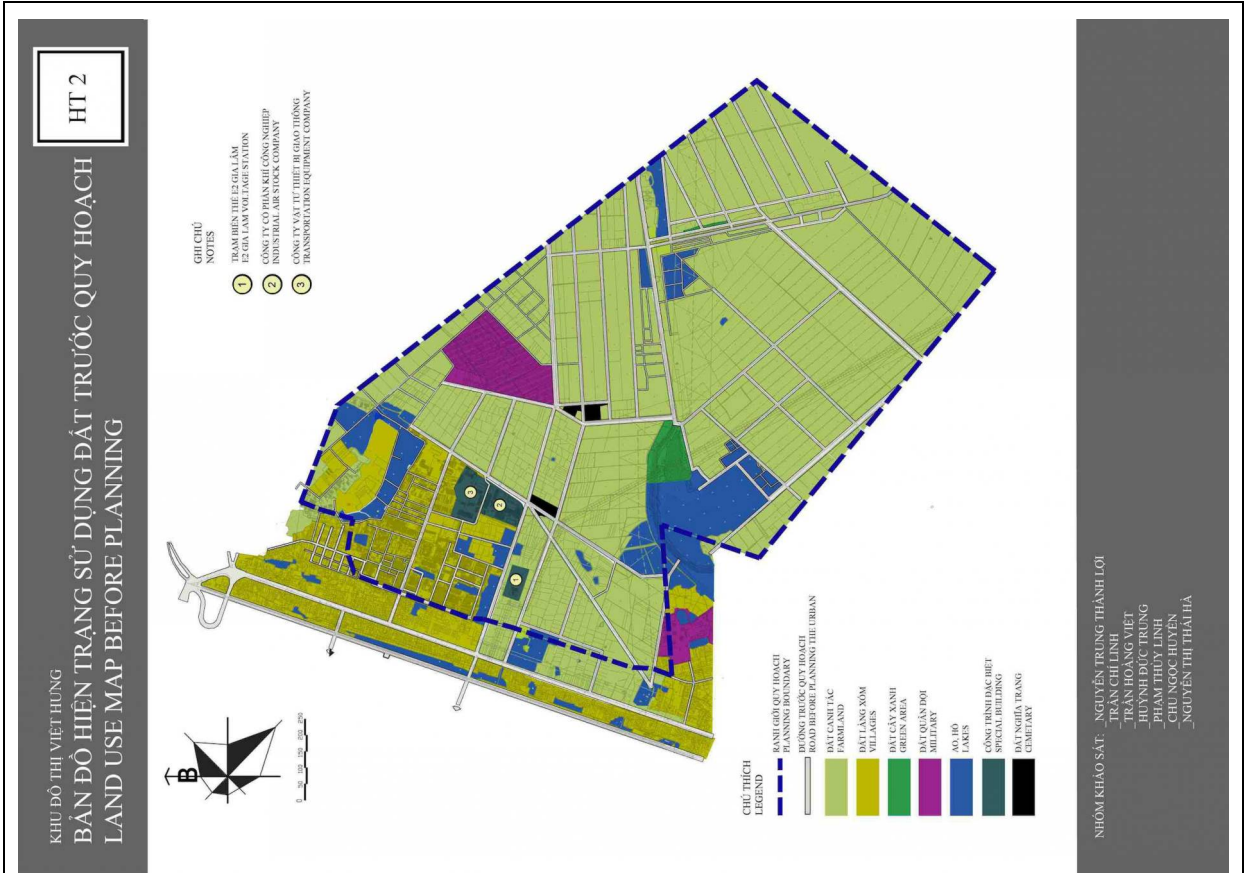 KHU ĐÔ THỊ VIỆT HƯNG
BẢN ĐỒ HIỆN TRẠNG SỬ DỤNG ĐẤT TRƯỚC QUY HOẠCH
LAND USE MAP BEFORE PLANNING
HT 2
B
0 50 100 150 200 250
GHI CHÚ
NOTES
1
TRẠM BIẾN THẾ E2 GIA LÂM
E2 GIA LAM VOLTAGE STATION
2
CÔNG TY CỔ PHẦN KHÍ CÔNG NGHIỆP
INDUSTRIAL AIR STOCK COMPANY
3
CÔNG TY VẬT TƯ THIẾT BỊ GIAO THÔNG
TRANSPORTATION EQUIPMENT COMPANY
3
2
1
CHÚ THÍCH
LEGEND
RANH GIỚI QUY HOẠCH
PLANNING BOUNDARY
ĐƯỜNG TRƯỚC QUY HOẠCH
ROAD BEFORE PLANNING THE URBAN
ĐẤT CANH TÁC
FARMLAND
ĐẤT LÀNG XÓM
VILLAGES
ĐẤT CÂY XANH
GREEN AREA
ĐẤT QUÂN ĐỘI
MILITARY
AO, HỒ
LAKES
CÔNG TRÌNH ĐẶC BIỆT
SPECIAL BUILDING
ĐẤT NGHĨA TRANG
CEMETARY
NHÓM KHẢO SÁT: _NGUYỄN TRUNG THÀNH LỢI
_TRẦN CHÍ LINH
_TRẦN HOÀNG VIỆT
_HUỲNH ĐỨC TRUNG
_PHẠM THÙY LINH
_CHU NGỌC HUYỀN
_NGUYỄN THỊ THÁI HÀ